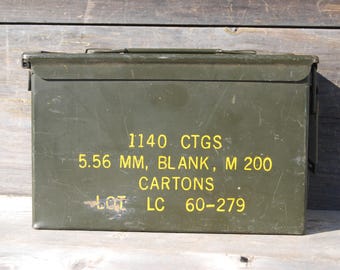 1140 CTGS
5.56 MM, BLANK, M 200
CARTONS
LOT LC 60-279